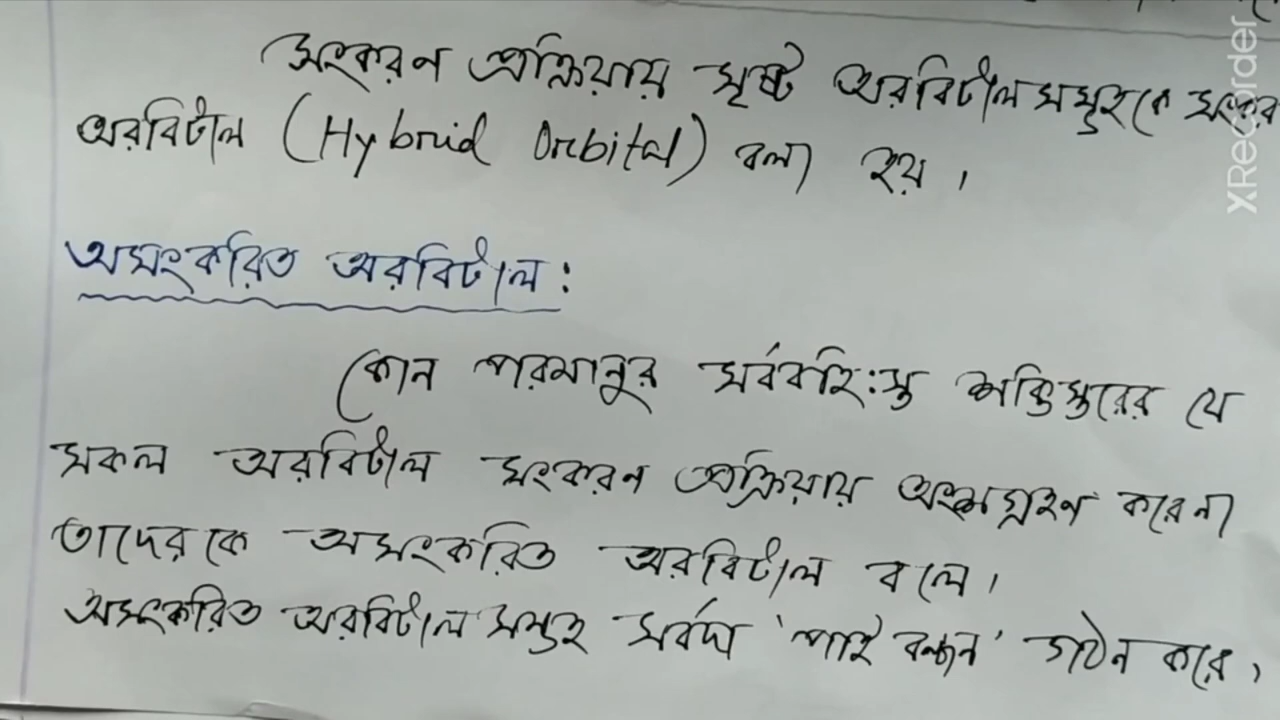 সংকরণ প্রক্রিয়ায় সৃষ্ট অরবিটালসমূহকে সংকর
অরবিটাল (Hybrid Orbital) বলা হয়।
অসংকরিত অরবিটাল:
কোন পরমানুর সর্ববহিঃস্ত শক্তিস্তরের যে
সকল অরবিটাল সংকরণ প্রক্রিয়ায় অংশগ্রহণ করেনা
তাদেরকে অসংকরিত অরবিটাল বলে।
অসংকরিত অরবিটালসমূহ সর্বদা 'পাই বন্ধন' গঠন করে,
XRecorder